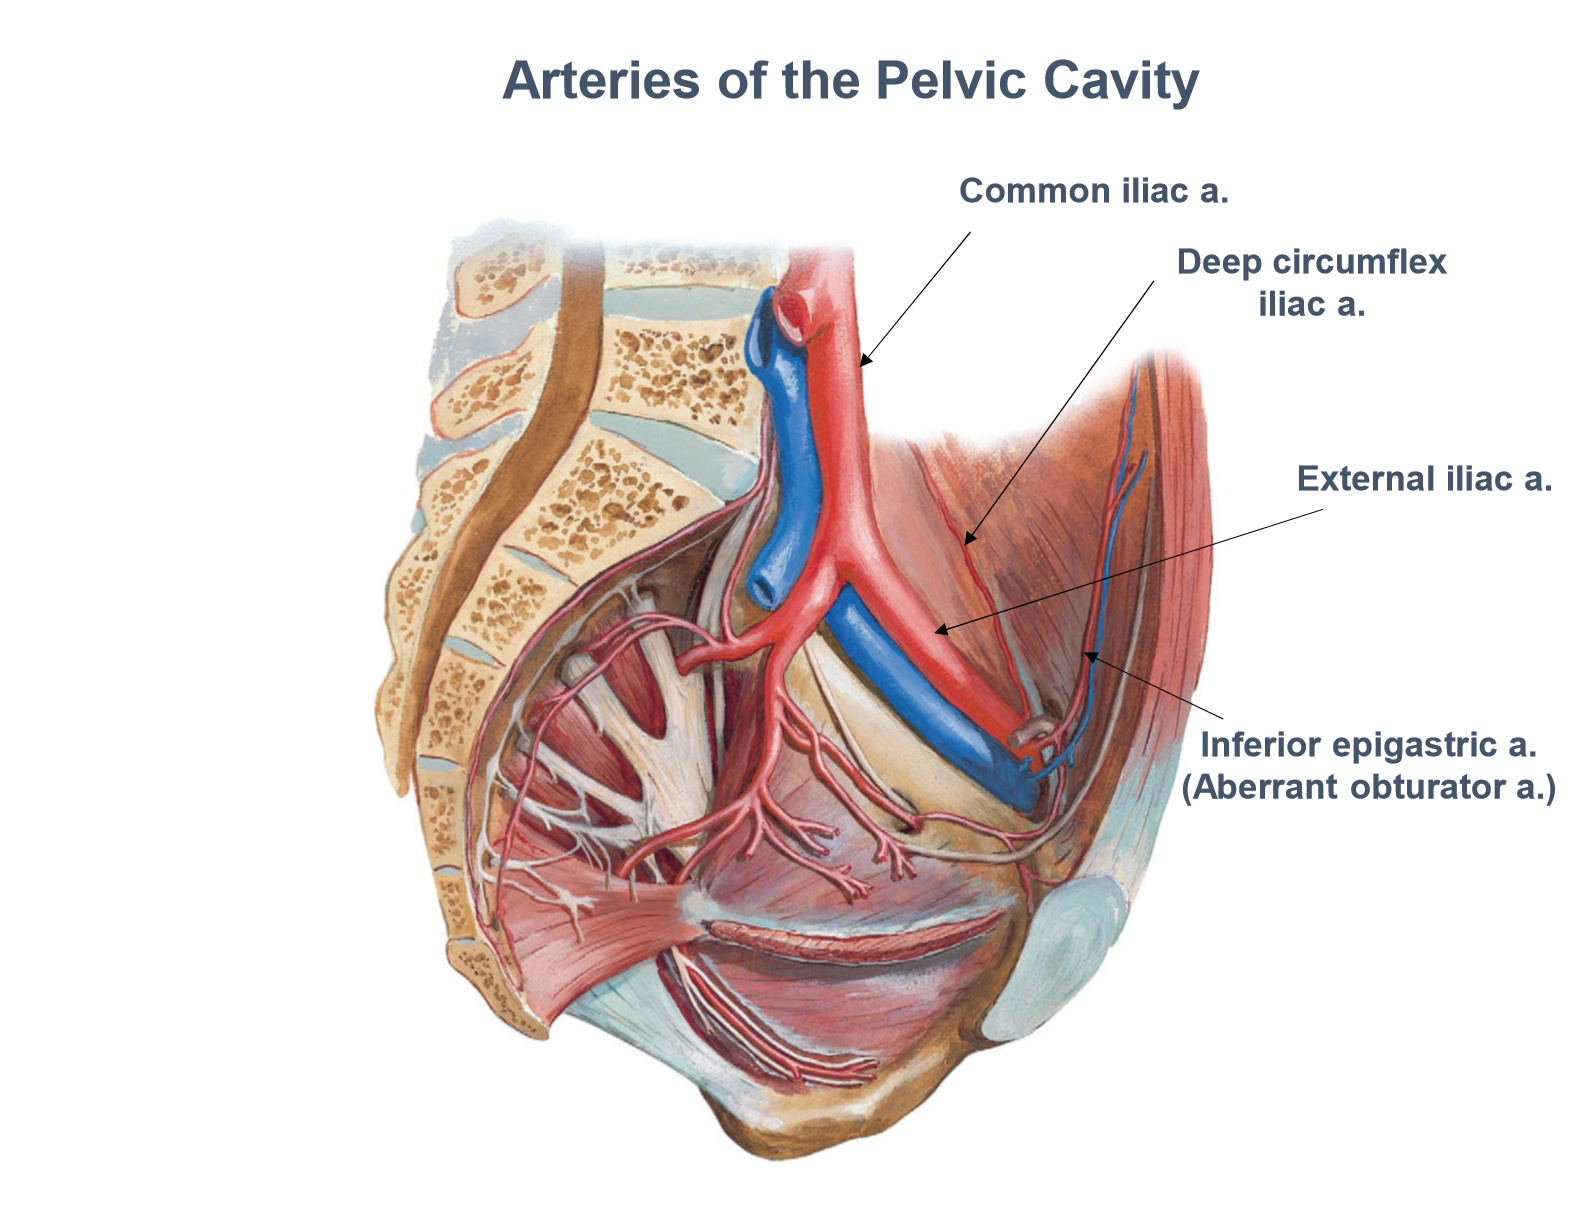 Arteries of the Pelvic Cavity
Common iliac a.
Deep circumflex
iliac a.
External iliac a.
Inferior epigastric a.
(Aberrant obturator a.)